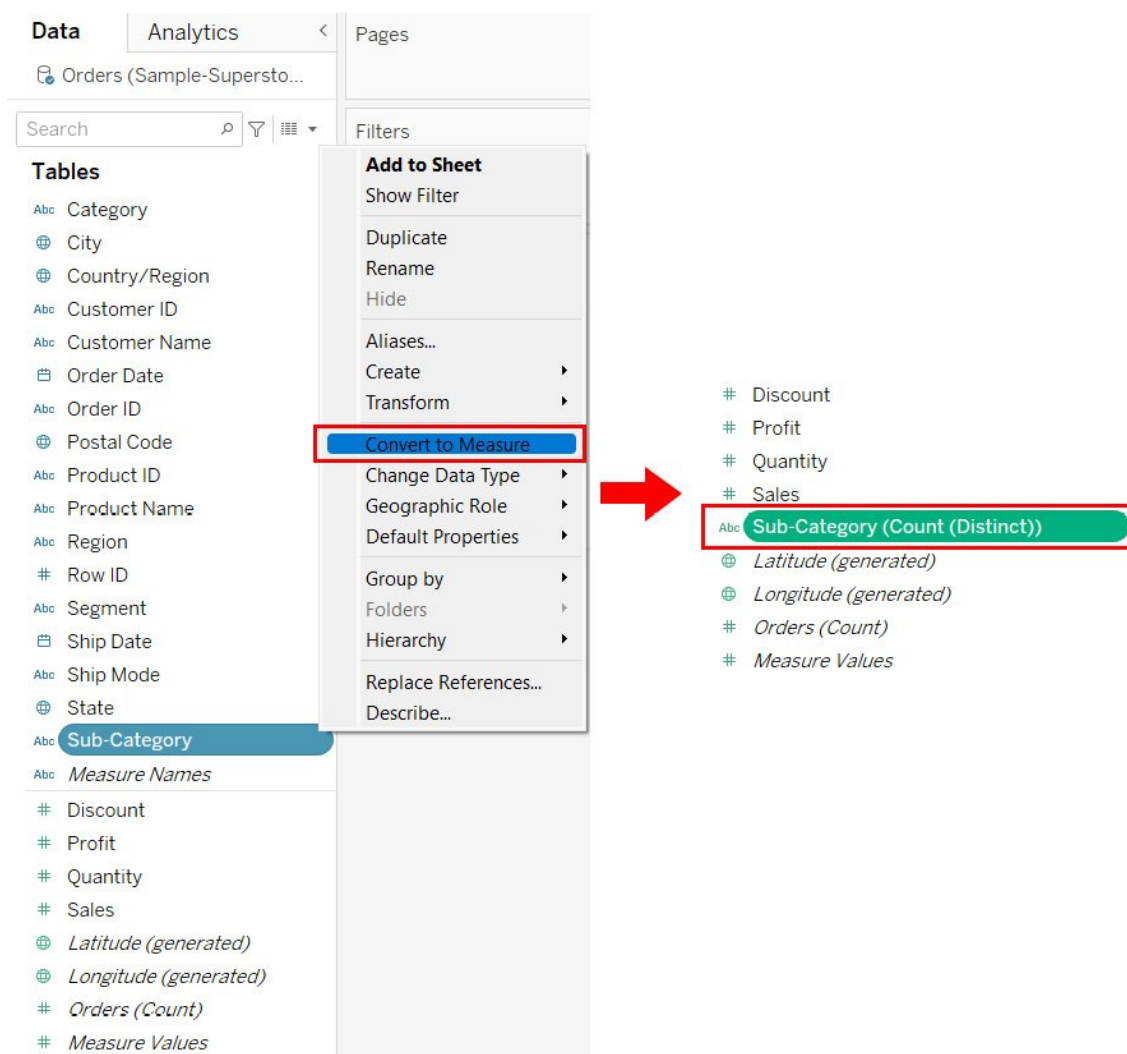 Data
Analytics
Pages
Orders (Sample-Supersto...
Search
Filters
Tables
Abc Category
City
Country/Region
Abc Customer ID
Abc Customer Name
Order Date
Abc Order ID
Postal Code
Abc Product ID
Abc Product Name
Abc Region
# Row ID
Abc Segment
Ship Date
Abc Ship Mode
State
Abc Sub-Category
Abc Measure Names
# Discount
# Profit
# Quantity
# Sales
Latitude (generated)
Longitude (generated)
# Orders (Count)
# Measure Values
Add to Sheet
Show Filter
Duplicate
Rename
Hide
Aliases...
Create
Transform
Convert to Measure
Change Data Type
Geographic Role
Default Properties
Group by
Folders
Hierarchy
Replace References...
Describe...
# Discount
# Profit
# Quantity
# Sales
Abc Sub-Category (Count (Distinct))
Latitude (generated)
Longitude (generated)
# Orders (Count)
# Measure Values